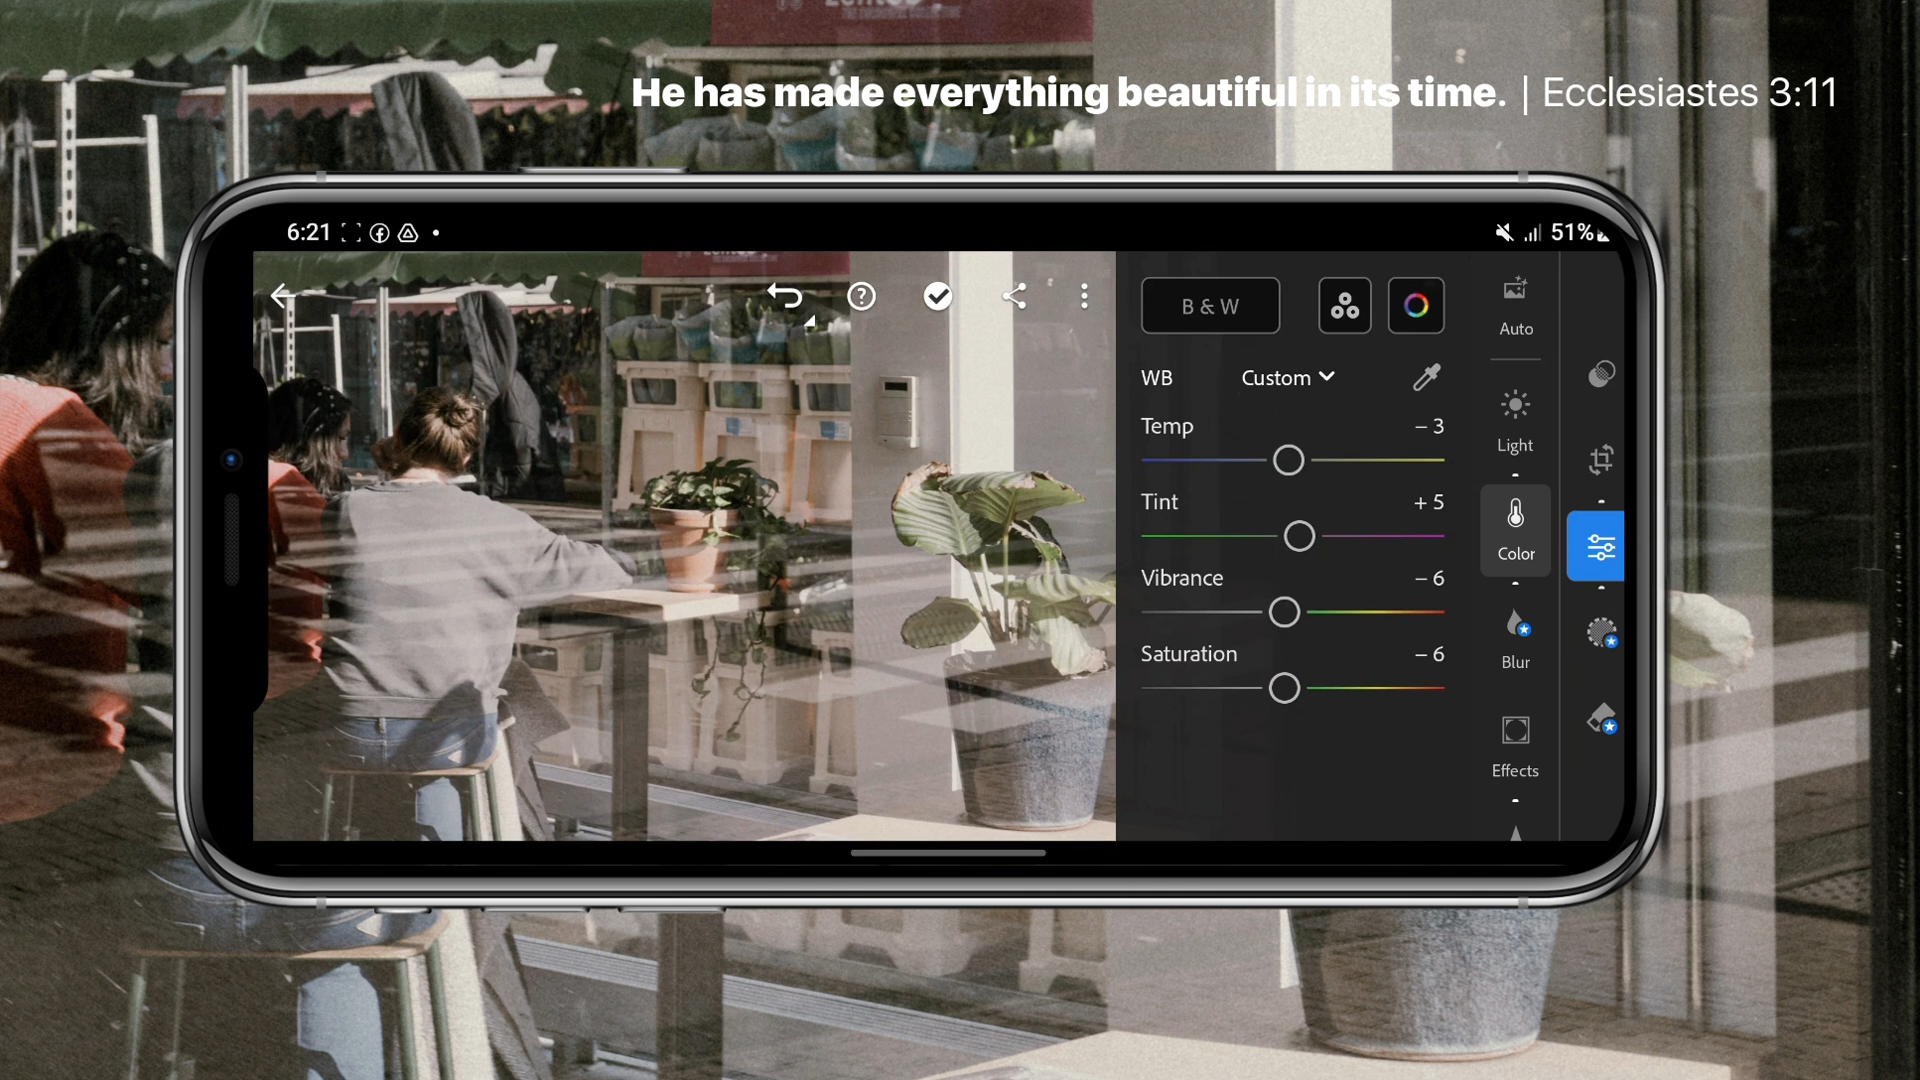 He has made everything beautiful in its time. | Ecclesiastes 3:11
6:21
51%
B & W
Auto
WB Custom
Temp – 3
Light
Tint + 5
Color
Vibrance – 6
Saturation – 6
Blur
Effects